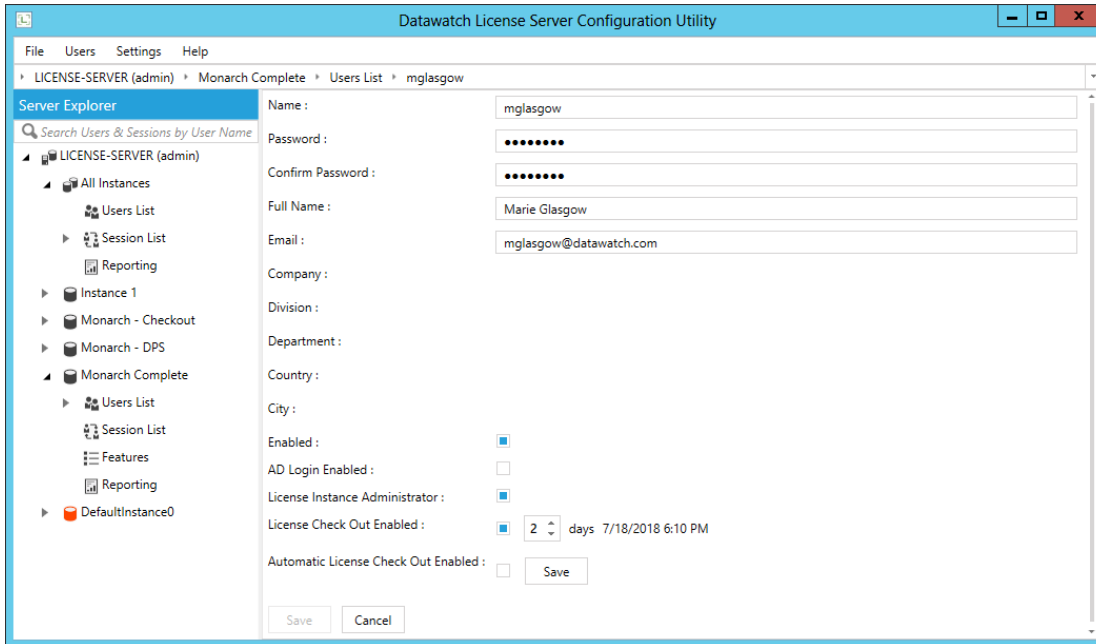 Datawatch License Server Configuration Utility
File Users Settings Help
LICENSE-SERVER (admin) Monarch Complete Users List mglasgow
Server Explorer
Search Users & Sessions by User Name
LICENSE-SERVER (admin)
All Instances
Users List
Session List
Reporting
Instance 1
Monarch - Checkout
Monarch - DPS
Monarch Complete
Users List
Session List
Features
Reporting
DefaultInstance0
Name : mglasgow
Password : ●●●●●●●●
Confirm Password : ●●●●●●●●
Full Name : Marie Glasgow
Email : mglasgow@datawatch.com
Company :
Division :
Department :
Country :
City :
Enabled :
AD Login Enabled :
License Instance Administrator :
License Check Out Enabled : 2 days 7/18/2018 6:10 PM
Automatic License Check Out Enabled : Save
Save Cancel